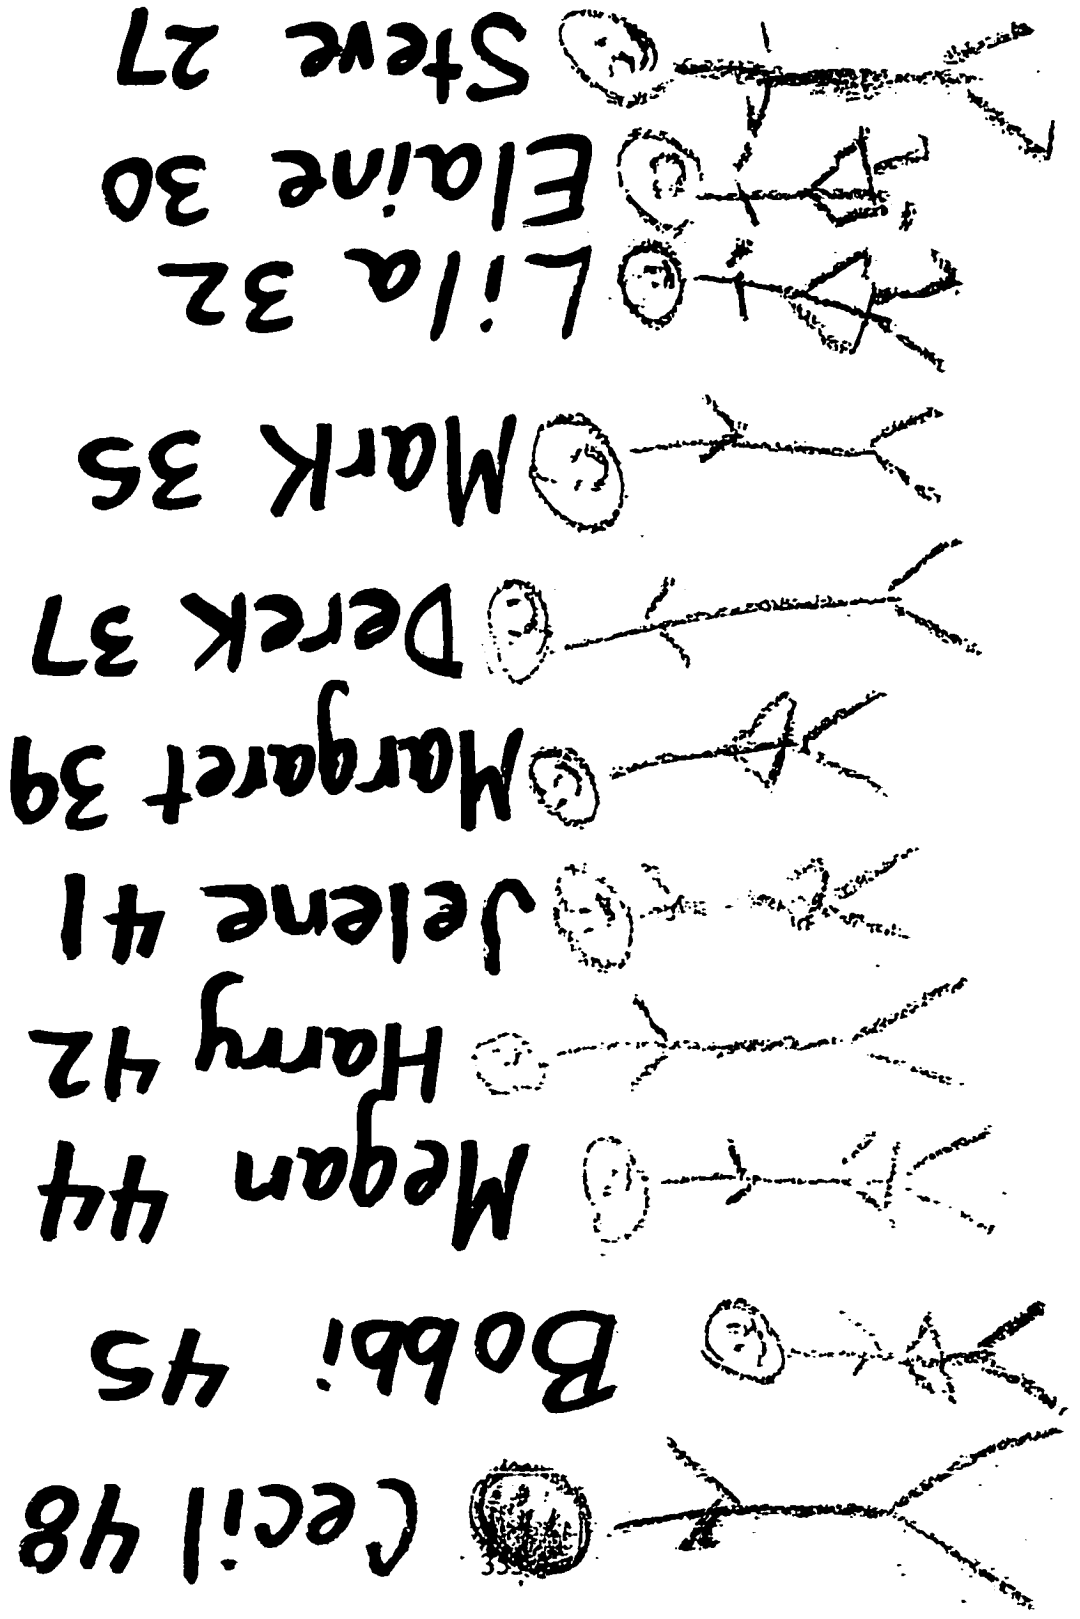 Cecil 48
Bobbi 45
Megan 44
Harry 42
Jelene 41
Margaret 39
Derek 37
Mark 35
Lila 32
Elaine 30
Steve 27